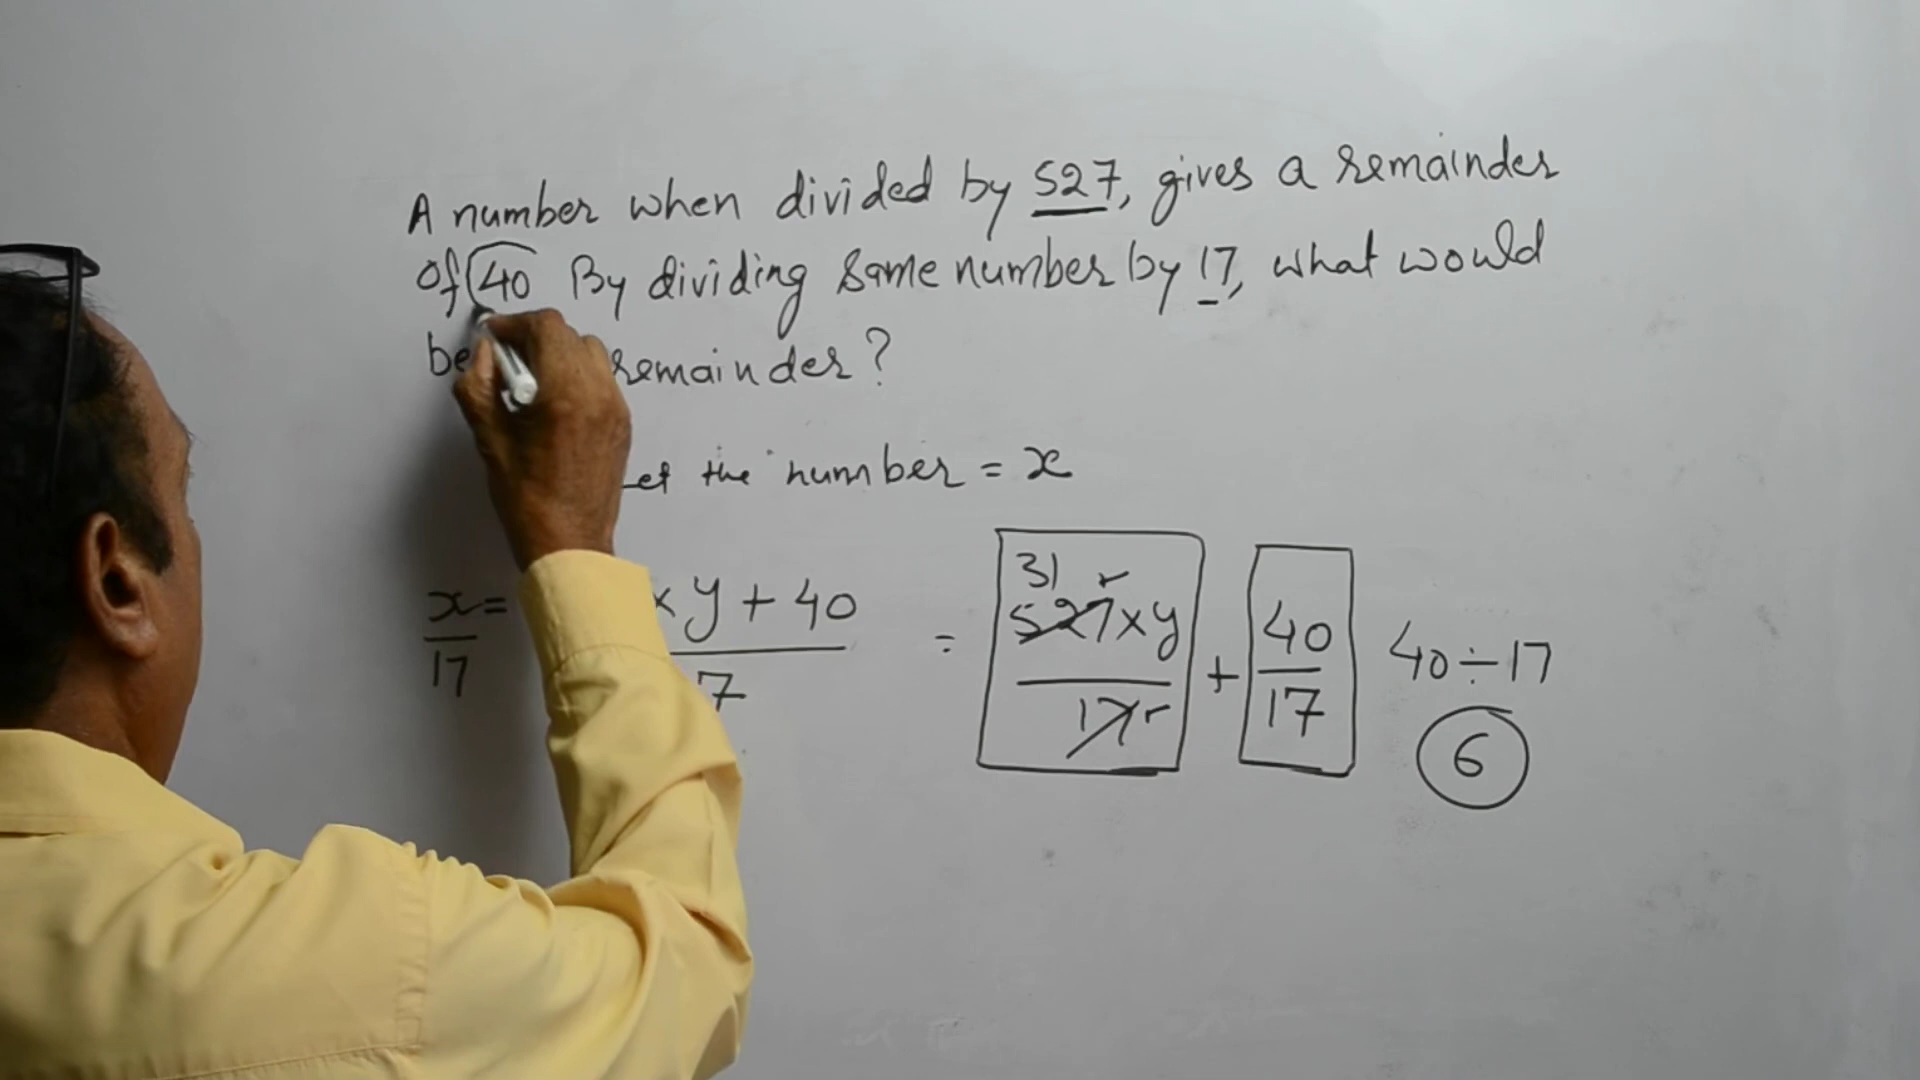 A number when divided by 527, gives a remainder
of 40 By dividing same number by 17, what would
be remainder?
the number = x
x/17 = x y + 40 / 7 = 31 527 x y / 17 + 40/17 40 ÷ 17
6